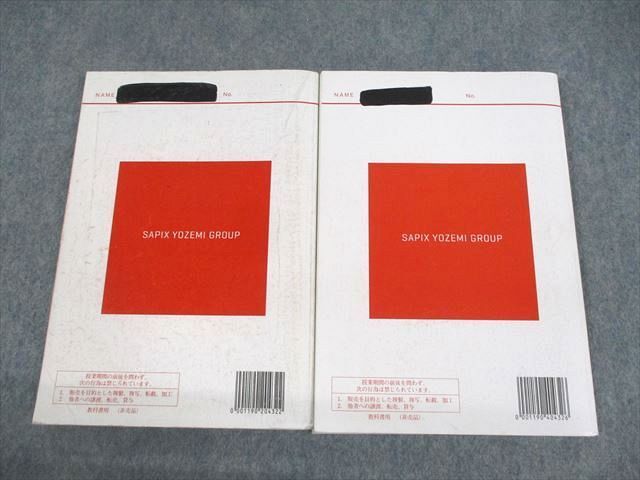 NAME
No.
SAPIX YOZEMI GROUP
授業期間の前後を問わず、
次の行為は禁じられています。
1. 販売を目的とした複製、複写、転載、加工
2. 他者への譲渡、転売、貸与
教科書用 (非売品)
0 001190 204322
NAME
No.
SAPIX YOZEMI GROUP
授業期間の前後を問わず、
次の行為は禁じられています。
1. 販売を目的とした複製、複写、転載、加工
2. 他者への譲渡、転売、貸与
教科書用 (非売品)
0 001190 404326